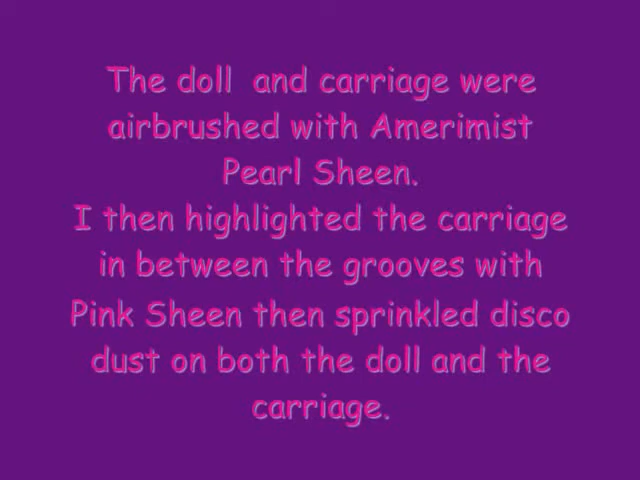 The doll  and carriage were
airbrushed with Amerimist
Pearl Sheen.
I then highlighted the carriage
in between the grooves with
Pink Sheen then sprinkled disco
dust on both the doll and the
carriage.